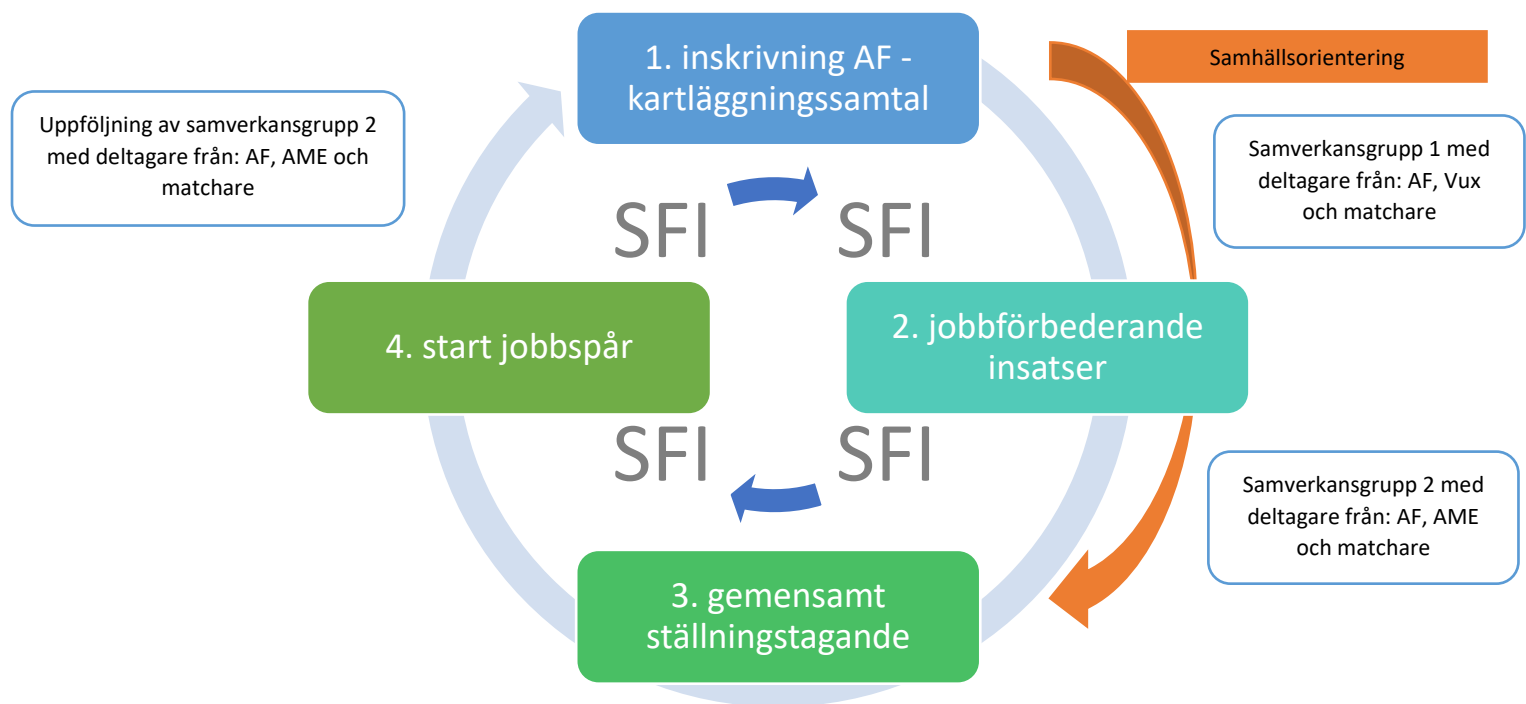 1. inskrivning AF -
kartläggningssamtal
Samhällsorientering
Uppföljning av samverkansgrupp 2
med deltagare från: AF, AME och
matchare
Samverkansgrupp 1 med
deltagare från: AF, Vux
och matchare
SFI SFI
4. start jobbspår
2. jobbförbederande
insatser
SFI SFI
Samverkansgrupp 2 med
deltagare från: AF, AME
och matchare
3. gemensamt
ställningstagande